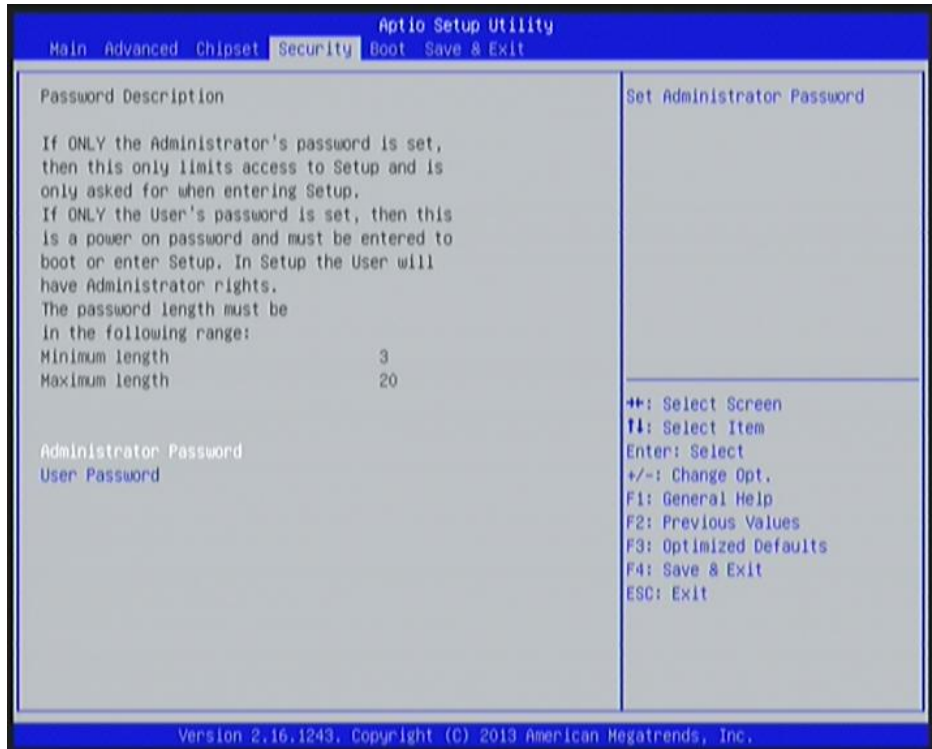 Aptio Setup Utility
Main Advanced Chipset Security Boot Save & Exit
Password Description
If ONLY the Administrator's password is set,
then this only limits access to Setup and is
only asked for when entering Setup.
If ONLY the User's password is set, then this
is a power on password and must be entered to
boot or enter Setup. In Setup the User will
have Administrator rights.
The password length must be
in the following range:
Minimum length 3
Maximum length 20
Administrator Password
User Password
Set Administrator Password
→←: Select Screen
↑↓: Select Item
Enter: Select
+/-: Change Opt.
F1: General Help
F2: Previous Values
F3: Optimized Defaults
F4: Save & Exit
ESC: Exit
Version 2.16.1243. Copyright (C) 2013 American Megatrends, Inc.